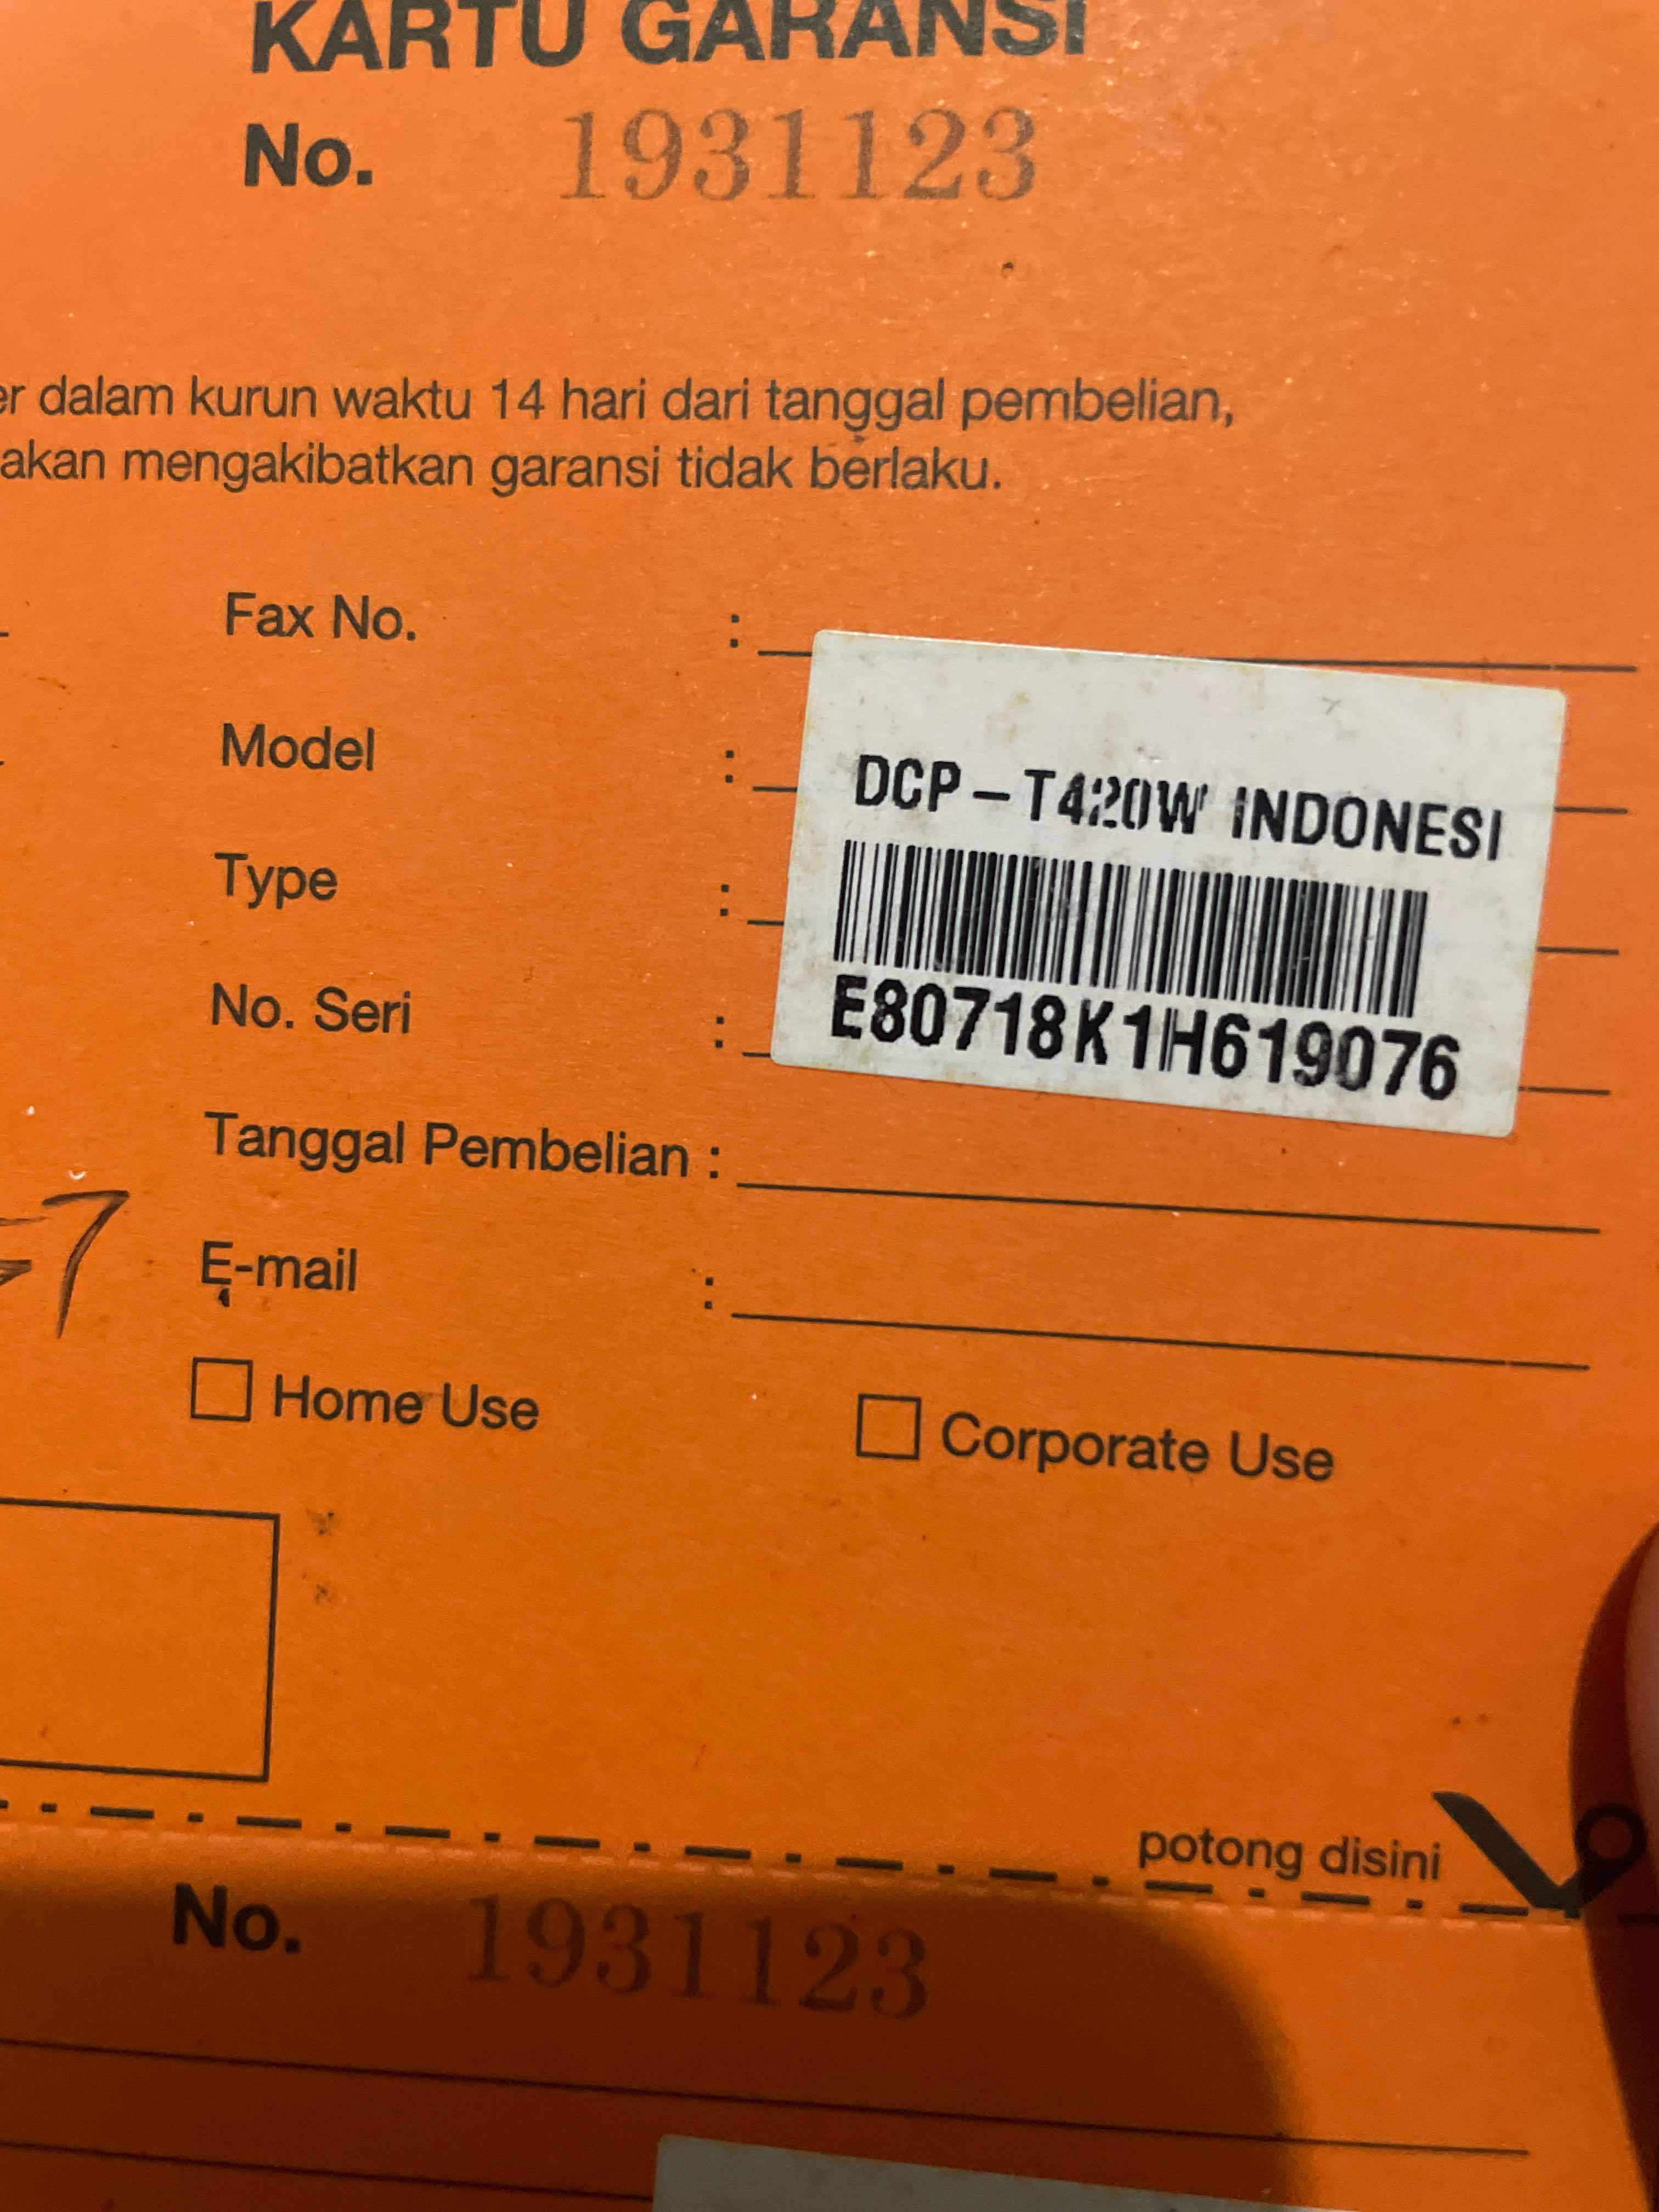 KARTU GARANSI
No. 1931123
er dalam kurun waktu 14 hari dari tanggal pembelian,
akan mengakibatkan garansi tidak berlaku.
Fax No. :
Model : DCP-T420W INDONESI
Type :
No. Seri : E80718K1H619076
Tanggal Pembelian :
E-mail :
7
Home Use
Corporate Use
potong disini
No. 1931123